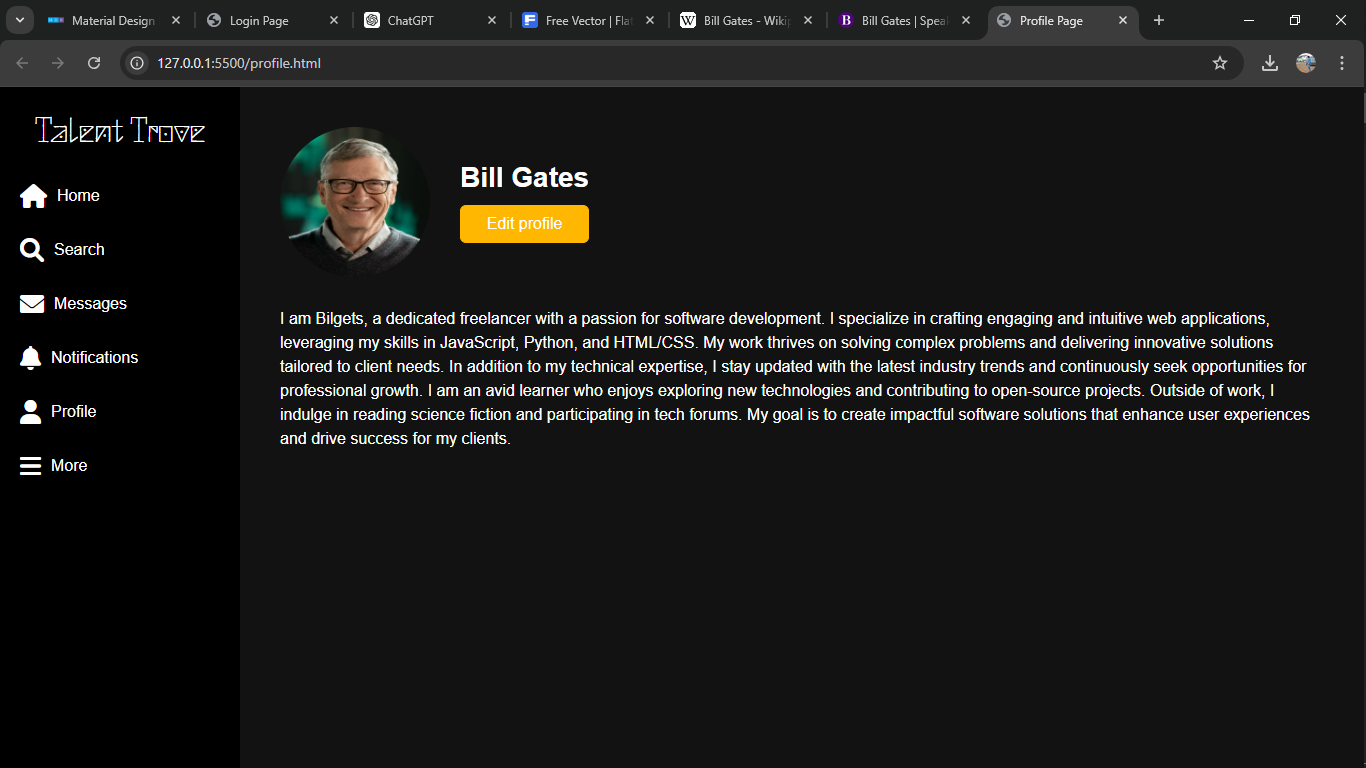 Material Design
Login Page
ChatGPT
Free Vector | Fla
Bill Gates - Wikip
Bill Gates | Speak
Profile Page
127.0.0.1:5500/profile.html
Talent Trove
Home
Search
Messages
Notifications
Profile
More
Bill Gates
Edit profile
I am Bilgets, a dedicated freelancer with a passion for software development. I specialize in crafting engaging and intuitive web applications,
leveraging my skills in JavaScript, Python, and HTML/CSS. My work thrives on solving complex problems and delivering innovative solutions
tailored to client needs. In addition to my technical expertise, I stay updated with the latest industry trends and continuously seek opportunities for
professional growth. I am an avid learner who enjoys exploring new technologies and contributing to open-source projects. Outside of work, I
indulge in reading science fiction and participating in tech forums. My goal is to create impactful software solutions that enhance user experiences
and drive success for my clients.